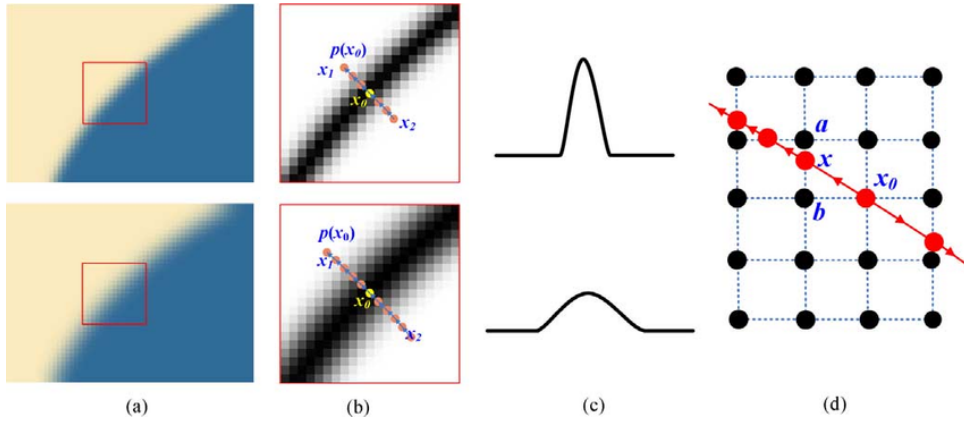 p(x₀)
x₁
x₀
x₂
p(x₀)
x₁
x₀
x₂
a
x
x₀
b
(a)
(b)
(c)
(d)